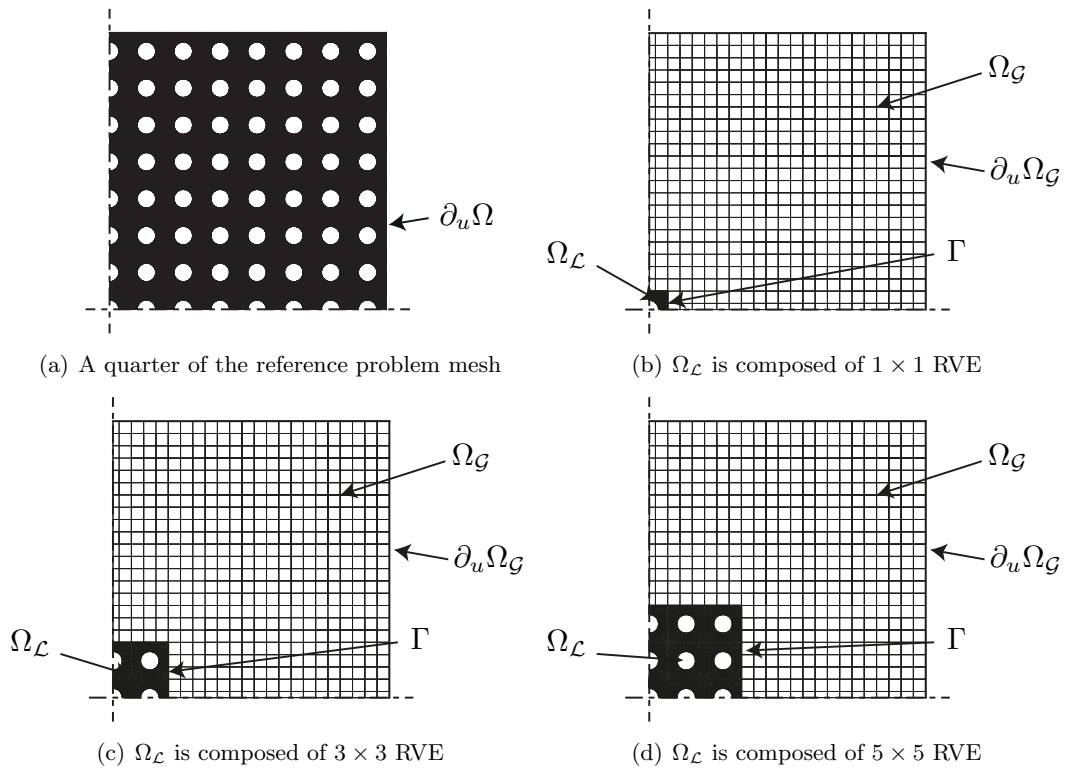 Ω𝒢
∂ᵤΩ𝒢
∂ᵤΩ
Ωℒ
Γ
(a) A quarter of the reference problem mesh
(b) Ωℒ is composed of 1 × 1 RVE
Ω𝒢
∂ᵤΩ𝒢
Ωℒ
Γ
(c) Ωℒ is composed of 3 × 3 RVE
Ω𝒢
∂ᵤΩ𝒢
Ωℒ
Γ
(d) Ωℒ is composed of 5 × 5 RVE